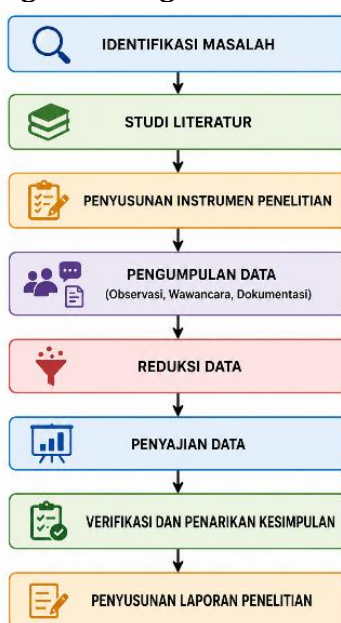 IDENTIFIKASI MASALAH
STUDI LITERATUR
PENYUSUNAN INSTRUMEN PENELITIAN
PENGUMPULAN DATA
(Observasi, Wawancara, Dokumentasi)
REDUKSI DATA
PENYAJIAN DATA
VERIFIKASI DAN PENARIKAN KESIMPULAN
PENYUSUNAN LAPORAN PENELITIAN